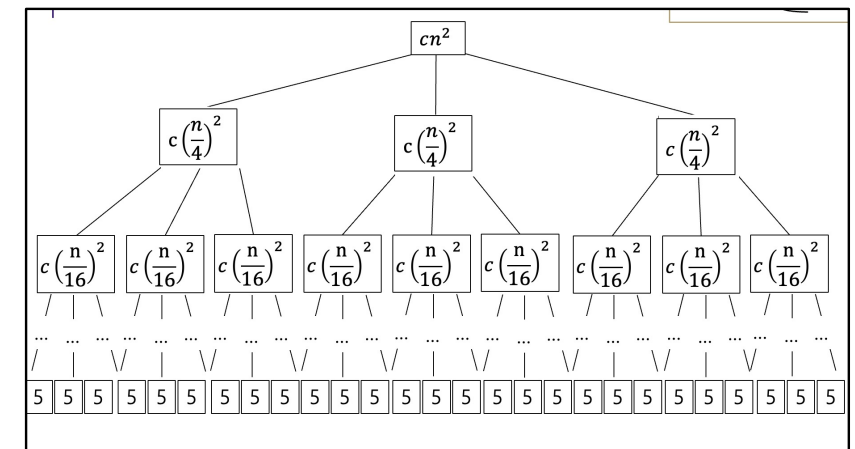 cn²
c(n/4)² c(n/4)² c(n/4)²
c(n/16)² c(n/16)² c(n/16)² c(n/16)² c(n/16)² c(n/16)² c(n/16)² c(n/16)² c(n/16)²
... ... ... ... ... ... ... ... ... ... ... ... ... ... ... ... ... ... ... ... ... ... ... ... ... ... ...
5 5 5 5 5 5 5 5 5 5 5 5 5 5 5 5 5 5 5 5 5 5 5 5 5 5 5